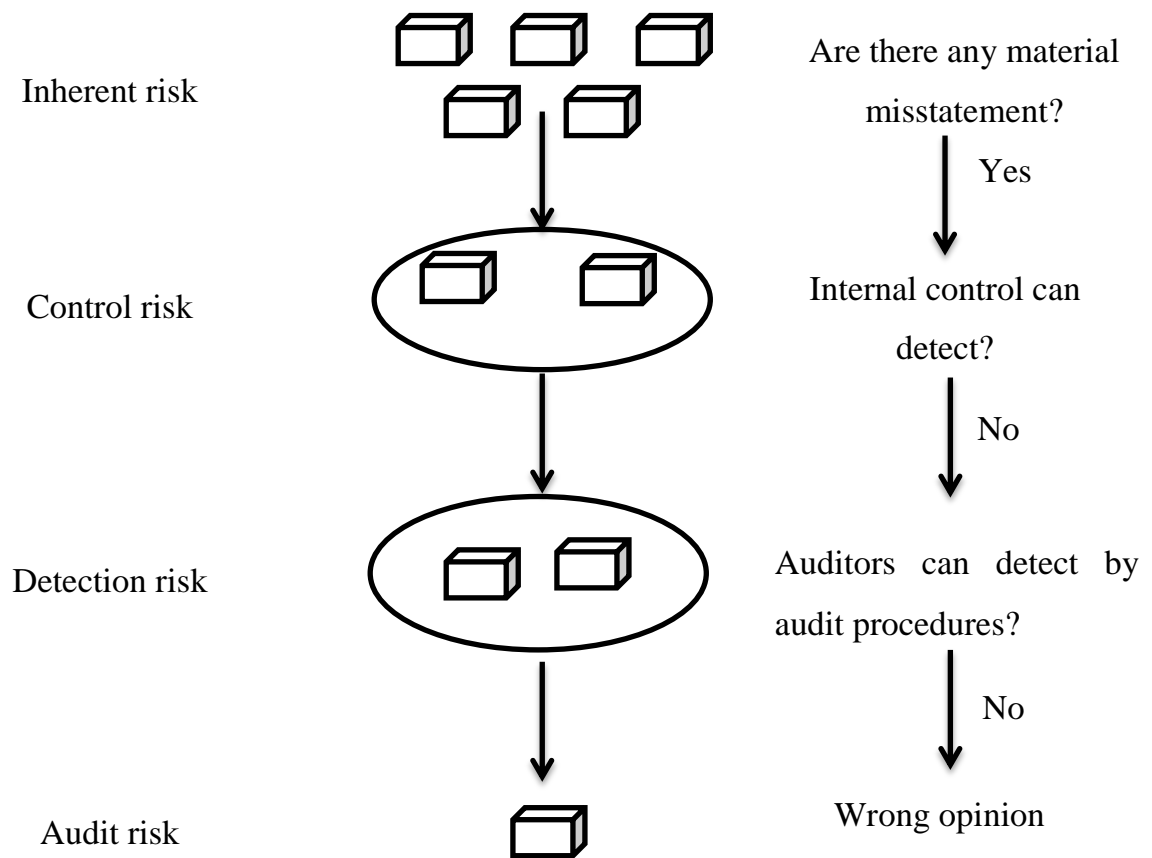 Inherent risk
Are there any material
misstatement?
Yes
Control risk
Internal control can
detect?
No
Detection risk
Auditors can detect by
audit procedures?
No
Audit risk
Wrong opinion